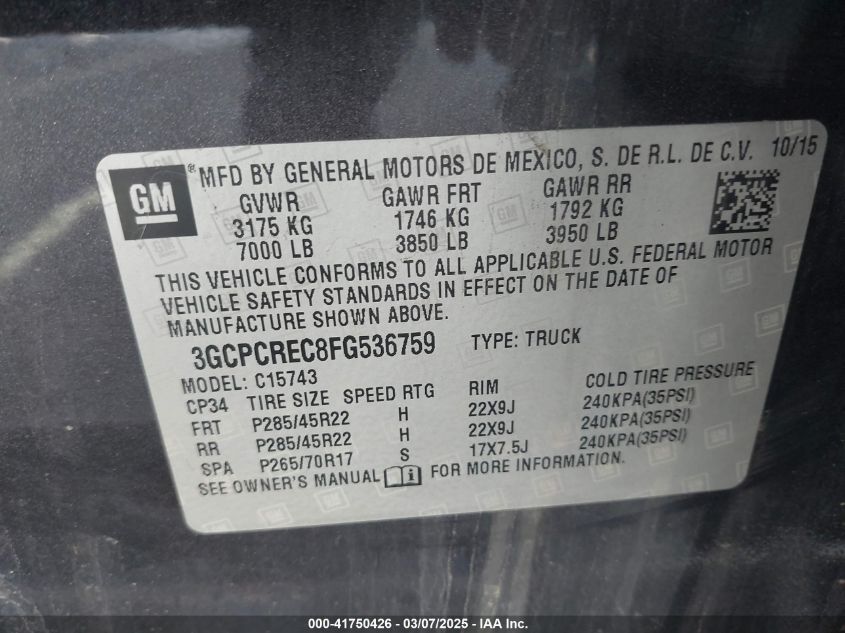 GM ® MFD BY GENERAL MOTORS DE MEXICO, S. DE R.L. DE C.V. 10/15
GVWR GAWR FRT GAWR RR
3175 KG 1746 KG 1792 KG
7000 LB 3850 LB 3950 LB
THIS VEHICLE CONFORMS TO ALL APPLICABLE U.S. FEDERAL MOTOR
VEHICLE SAFETY STANDARDS IN EFFECT ON THE DATE OF
MANUFACTURE SHOWN ABOVE.
3GCPCREC8FG536759 TYPE: TRUCK
MODEL: C15743
CP34 TIRE SIZE SPEED RTG RIM COLD TIRE PRESSURE
FRT P285/45R22 H 22X9J 240KPA(35PSI)
RR P285/45R22 H 22X9J 240KPA(35PSI)
SPA P265/70R17 S 17X7.5J 240KPA(35PSI)
SEE OWNER'S MANUAL i FOR MORE INFORMATION.
000-41750426 - 03/07/2025 - IAA Inc.